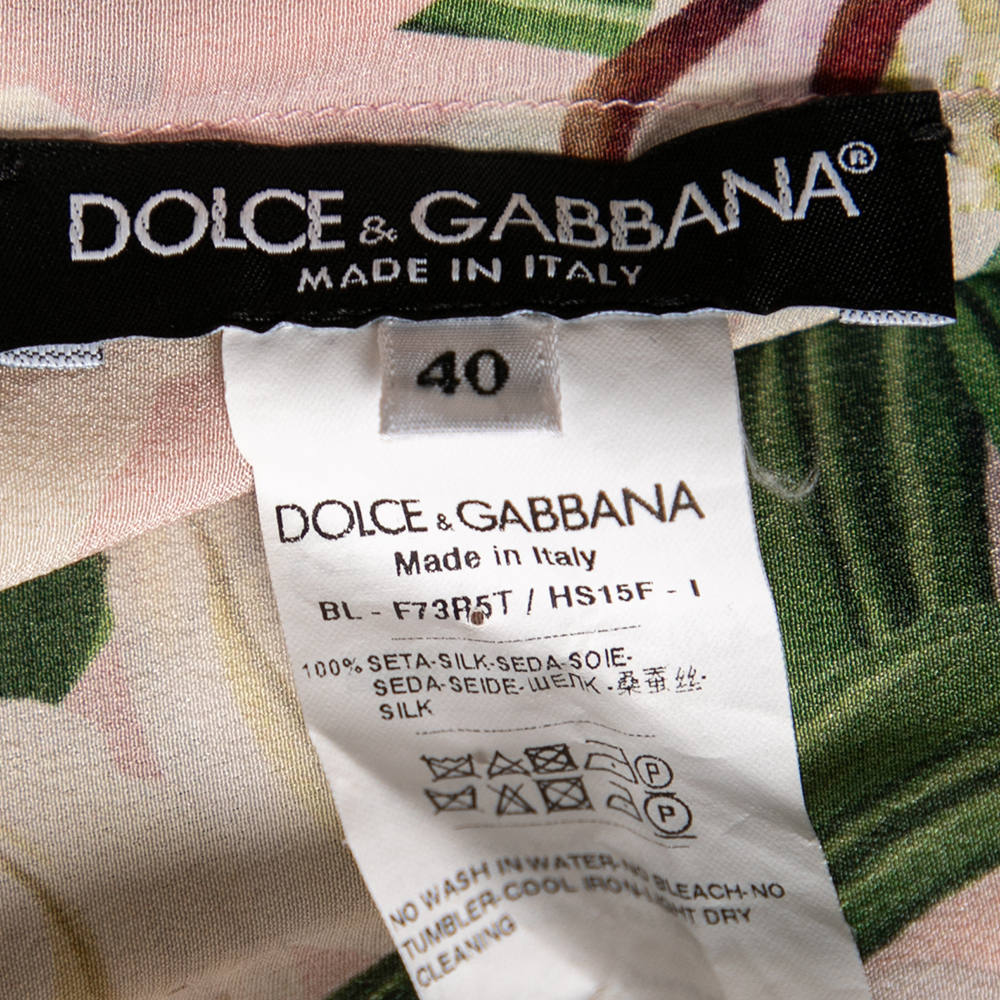 DOLCE & GABBANA®
MADE IN ITALY
40
DOLCE & GABBANA
Made in Italy
BL - F73R5T / HS15F - I
100% SETA-SILK-SEDA-SOIE-
SEDA-SEIDE-ШЕЛК-桑蚕丝-
SILK
P
P
NO WASH IN WATER-NO BLEACH-NO
TUMBLER-COOL IRON-LIGHT DRY
CLEANING